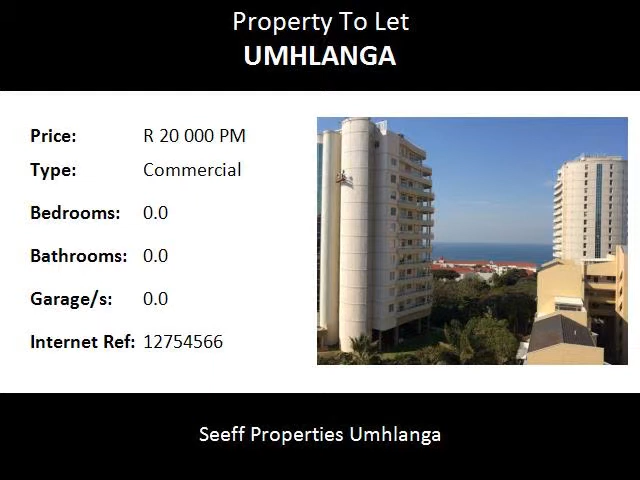 Property To Let
UMHLANGA
Price: R 20 000 PM
Type: Commercial
Bedrooms: 0.0
Bathrooms: 0.0
Garage/s: 0.0
Internet Ref: 12754566
Seeff Properties Umhlanga